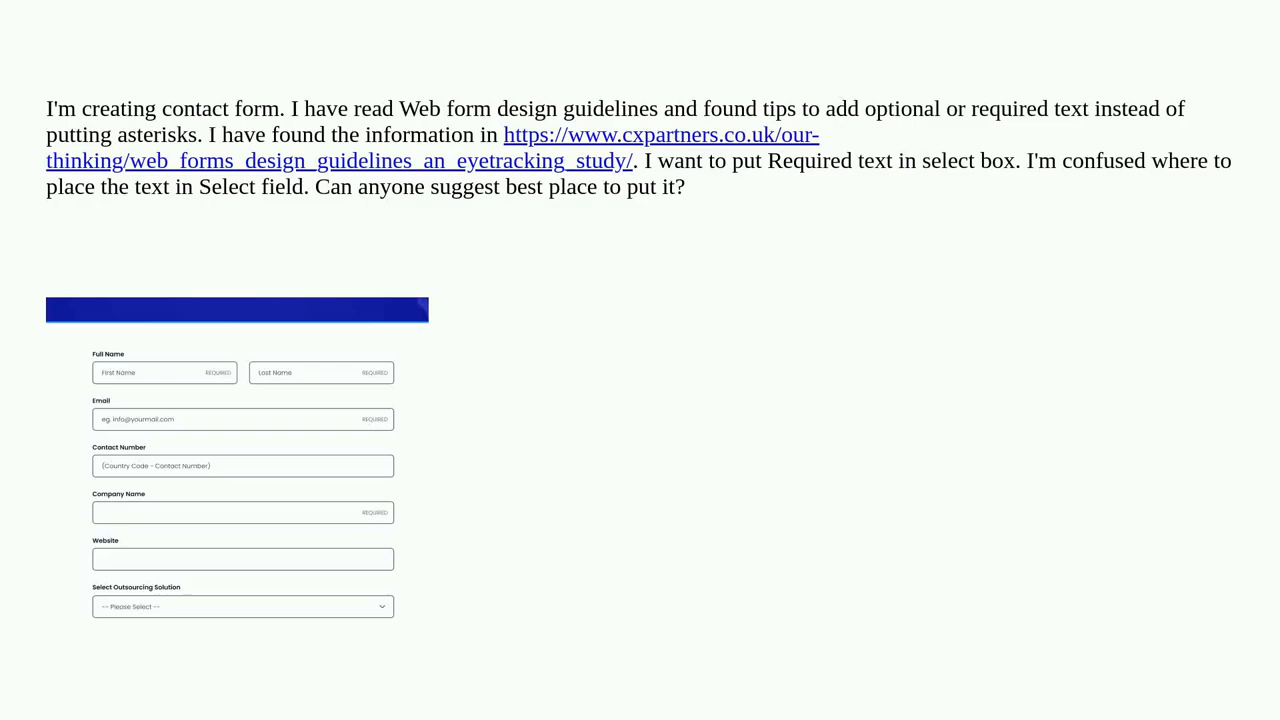 I'm creating contact form. I have read Web form design guidelines and found tips to add optional or required text instead of
putting asterisks. I have found the information in https://www.cxpartners.co.uk/our-
thinking/web_forms_design_guidelines_an_eyetracking_study/. I want to put Required text in select box. I'm confused where to
place the text in Select field. Can anyone suggest best place to put it?
Full Name
First Name REQUIRED Last Name REQUIRED
Email
eg. info@yourmail.com REQUIRED
Contact Number
(Country Code - Contact Number)
Company Name
REQUIRED
Website
Select Outsourcing Solution
-- Please Select --